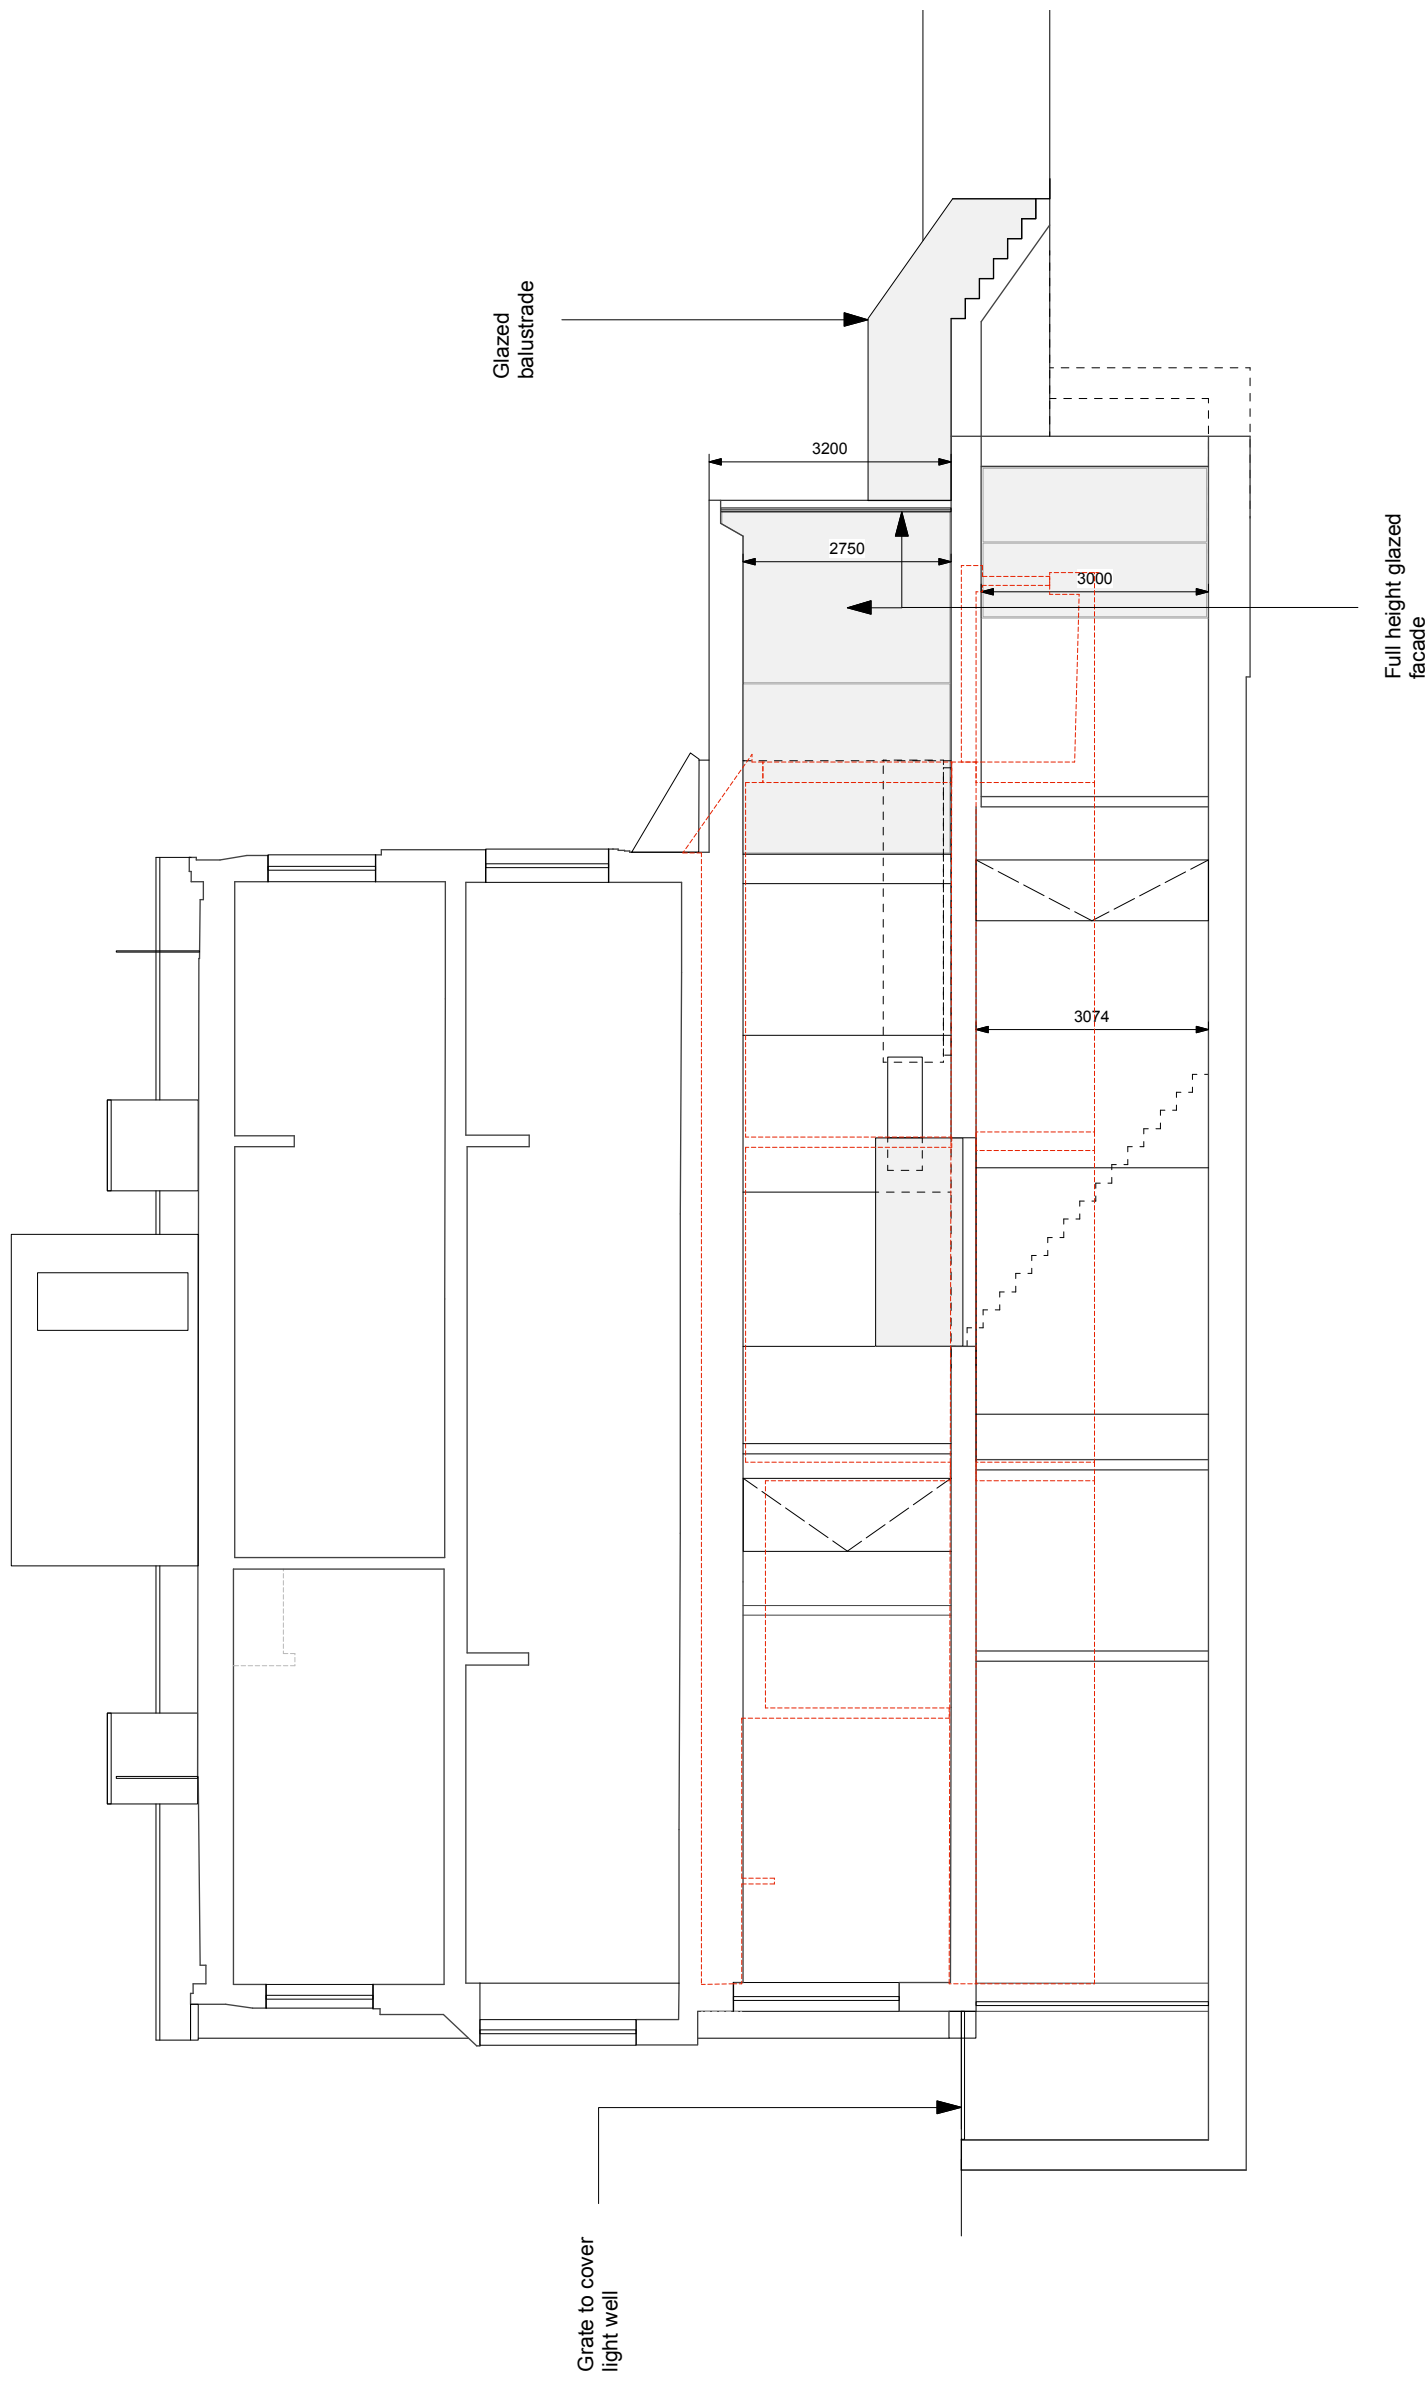 Glazed
balustrade
3200
2750
3000
Full height glazed
facade
3074
Grate to cover
light well